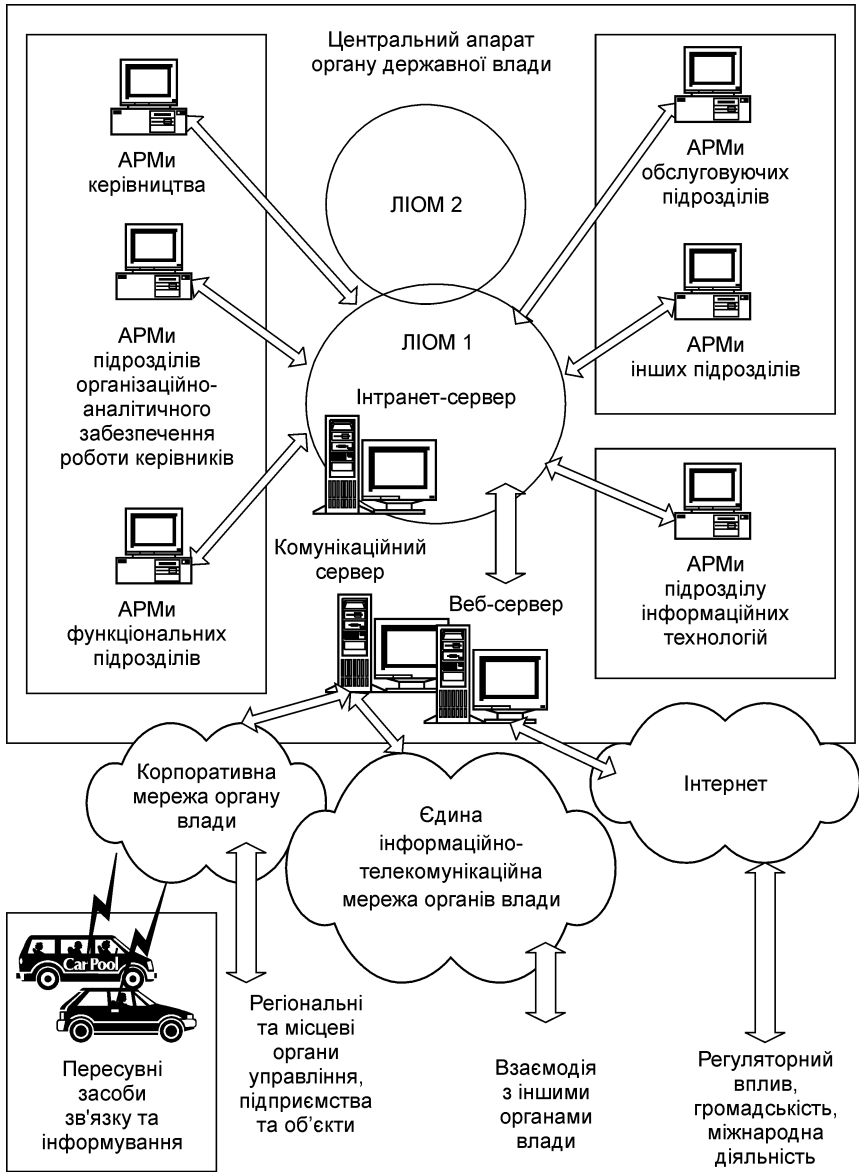 Центральний апарат
органу державної влади
АРМи
керівництва
АРМи
підрозділів
організаційно-
аналітичного
забезпечення
роботи керівників
АРМи
функціональних
підрозділів
ЛІОМ 2
ЛІОМ 1
Інтранет-сервер
Комунікаційний
сервер
Веб-сервер
АРМи
обслуговуючих
підрозділів
АРМи
інших підрозділів
АРМи
підрозділу
інформаційних
технологій
Корпоративна
мережа органу
влади
Єдина
інформаційно-
телекомунікаційна
мережа органів влади
Інтернет
Car Pool
Пересувні
засоби
зв'язку та
інформування
Регіональні
та місцеві
органи
управління,
підприємства
та об’єкти
Взаємодія
з іншими
органами
влади
Регуляторний
вплив,
громадськість,
міжнародна
діяльність